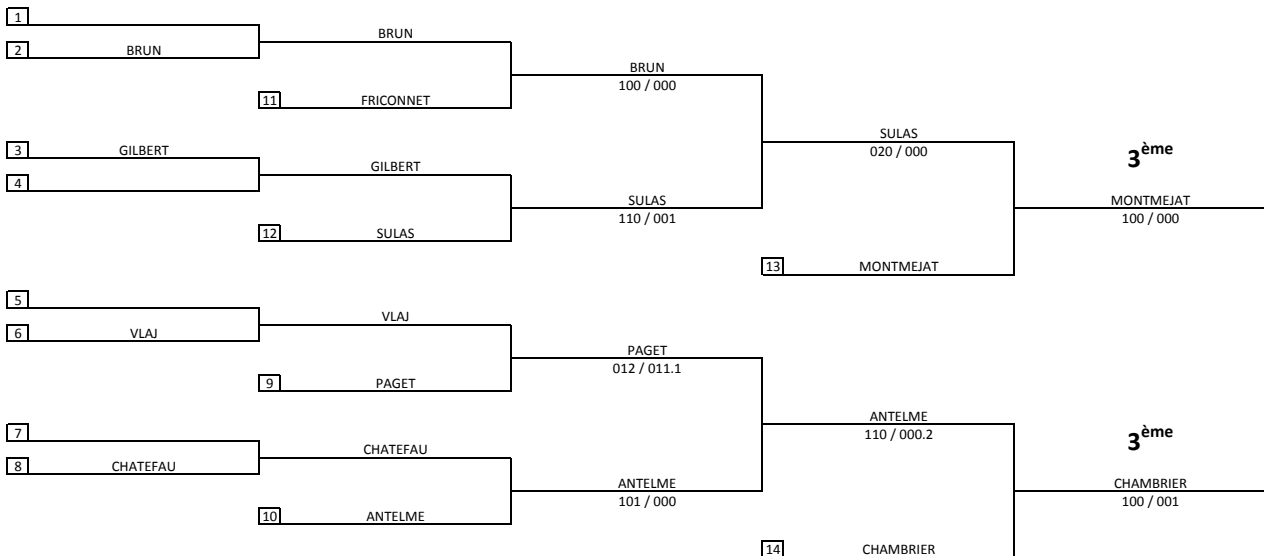 1
BRUN
2 BRUN
BRUN
100 / 000
11 FRICONNET
SULAS
020 / 000
3 GILBERT
3ème
GILBERT
4
MONTMEJAT
100 / 000
SULAS
110 / 001
12 SULAS
13 MONTMEJAT
5
VLAJ
6 VLAJ
PAGET
012 / 011.1
9 PAGET
ANTELME
110 / 000.2
7
3ème
CHATEFAU
8 CHATEFAU
ANTELME
101 / 000
CHAMBRIER
100 / 001
10 ANTELME
14 CHAMBRIER